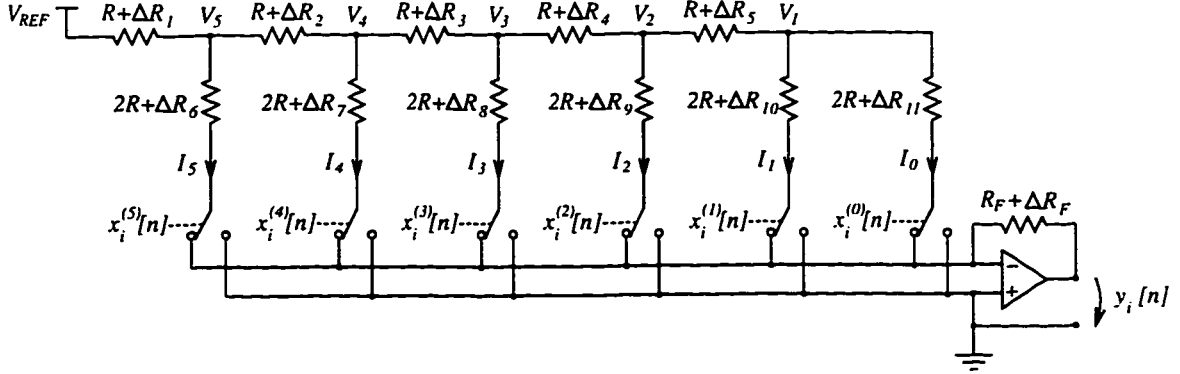 V_REF R+ΔR_1 V_5 R+ΔR_2 V_4 R+ΔR_3 V_3 R+ΔR_4 V_2 R+ΔR_5 V_1
2R+ΔR_6 2R+ΔR_7 2R+ΔR_8 2R+ΔR_9 2R+ΔR_10 2R+ΔR_11
I_5 I_4 I_3 I_2 I_1 I_0
x_i^(5)[n] x_i^(4)[n] x_i^(3)[n] x_i^(2)[n] x_i^(1)[n] x_i^(0)[n] R_F+ΔR_F
−
+ y_i[n]